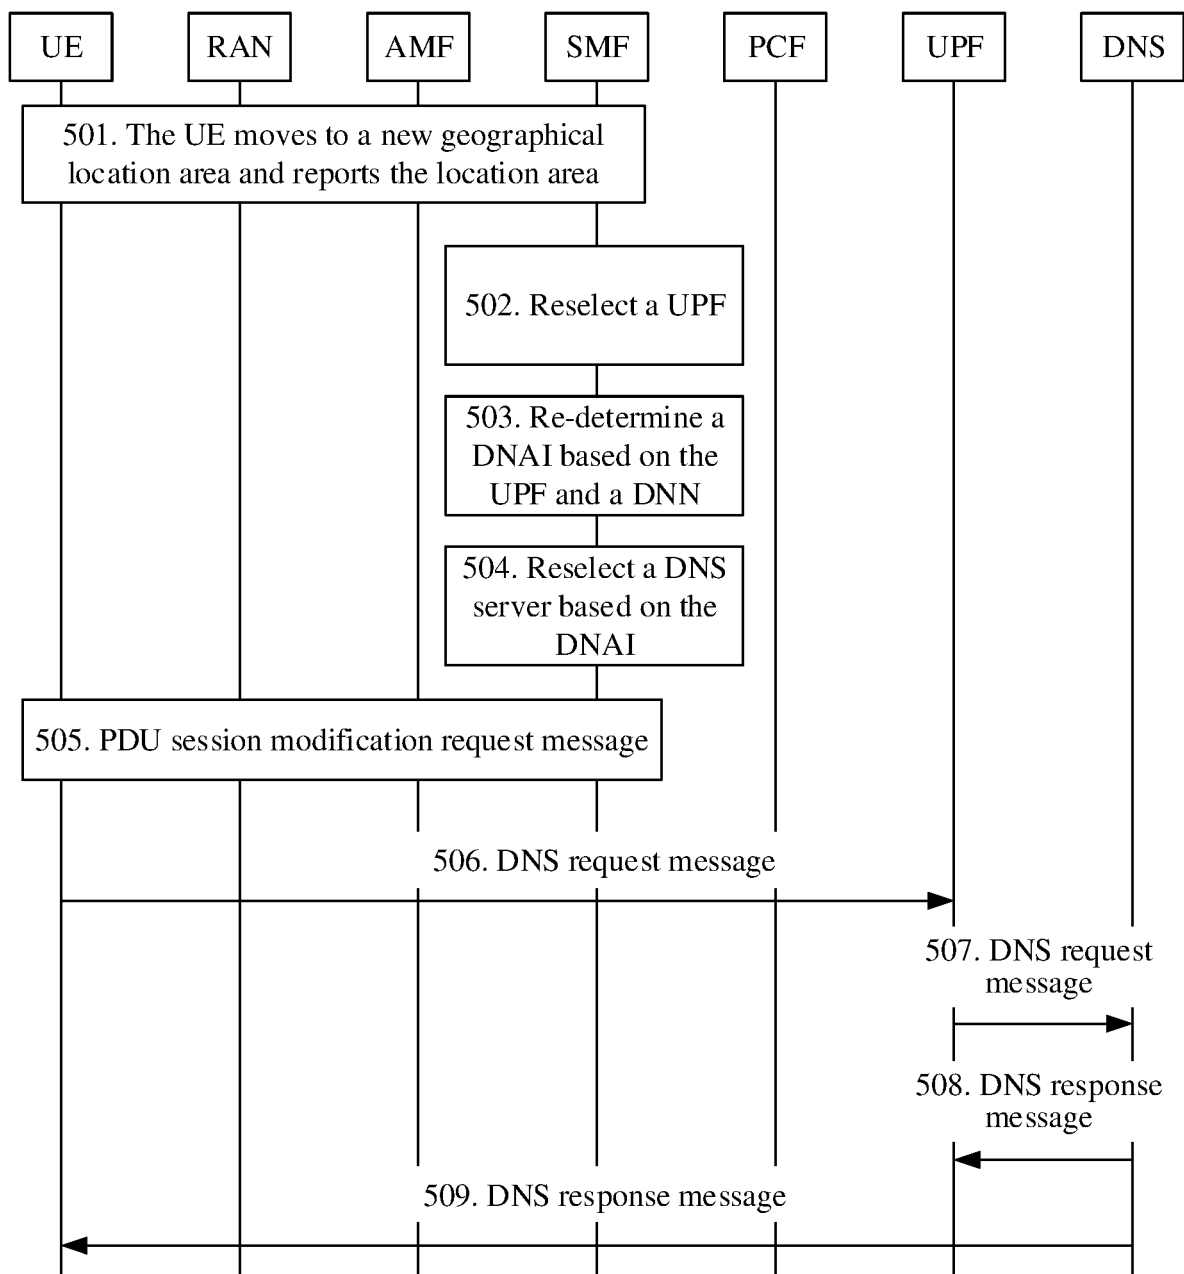 UE
RAN
AMF
SMF
PCF
UPF
DNS
501. The UE moves to a new geographical
location area and reports the location area
502. Reselect a UPF
503. Re-determine a
DNAI based on the
UPF and a DNN
504. Reselect a DNS
server based on the
DNAI
505. PDU session modification request message
506. DNS request message
507. DNS request
message
508. DNS response
message
509. DNS response message